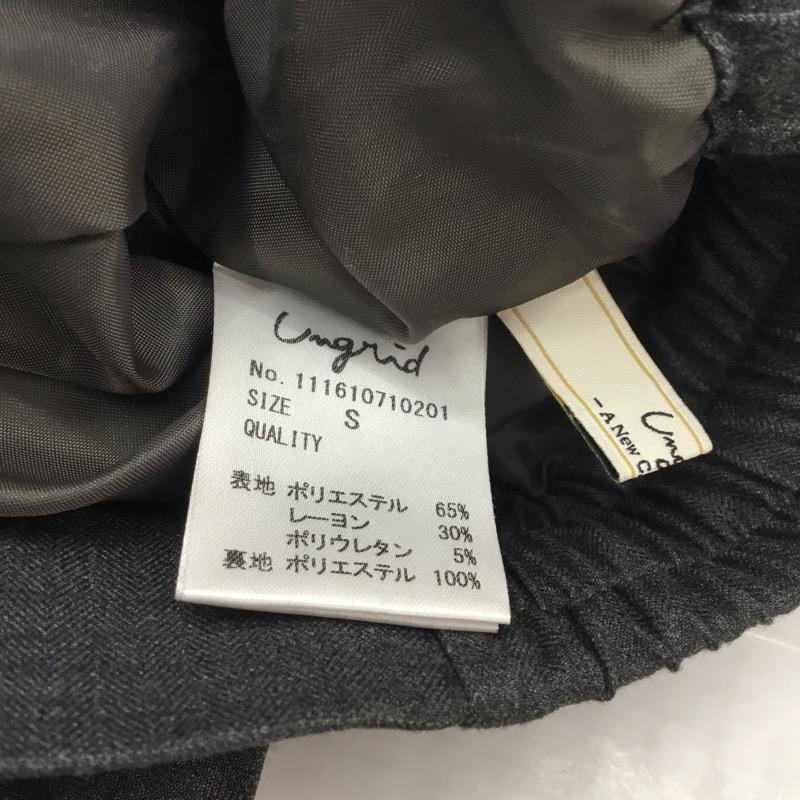 Ungrid
No. 111610710201
SIZE S
QUALITY
表地 ポリエステル 65%
レーヨン 30%
ポリウレタン 5%
裏地 ポリエステル 100%
-A New